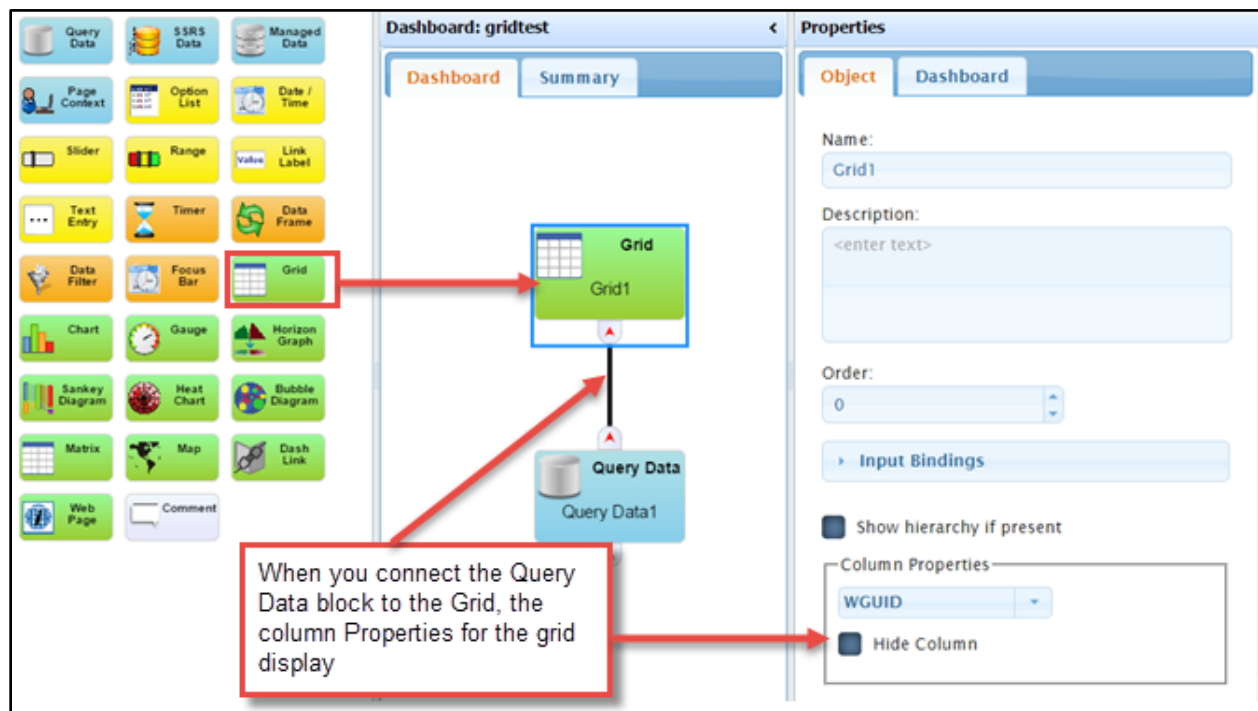 Query
Data
SSRS
Data
Managed
Data
Page
Context
Option
List
Date /
Time
Slider
Range
Value
Link
Label
Text
Entry
Timer
Data
Frame
Data
Filter
Focus
Bar
Grid
Chart
Gauge
Horizon
Graph
Sankey
Diagram
Heat
Chart
Bubble
Diagram
Matrix
Map
Dash
Link
Web
Page
Comment
Dashboard: gridtest
Dashboard Summary
Grid
Grid1
Query Data
Query Data1
When you connect the Query
Data block to the Grid, the
column Properties for the grid
display
Properties
Object Dashboard
Name:
Grid1
Description:
<enter text>
Order:
0
Input Bindings
Show hierarchy if present
Column Properties
WGUID
Hide Column